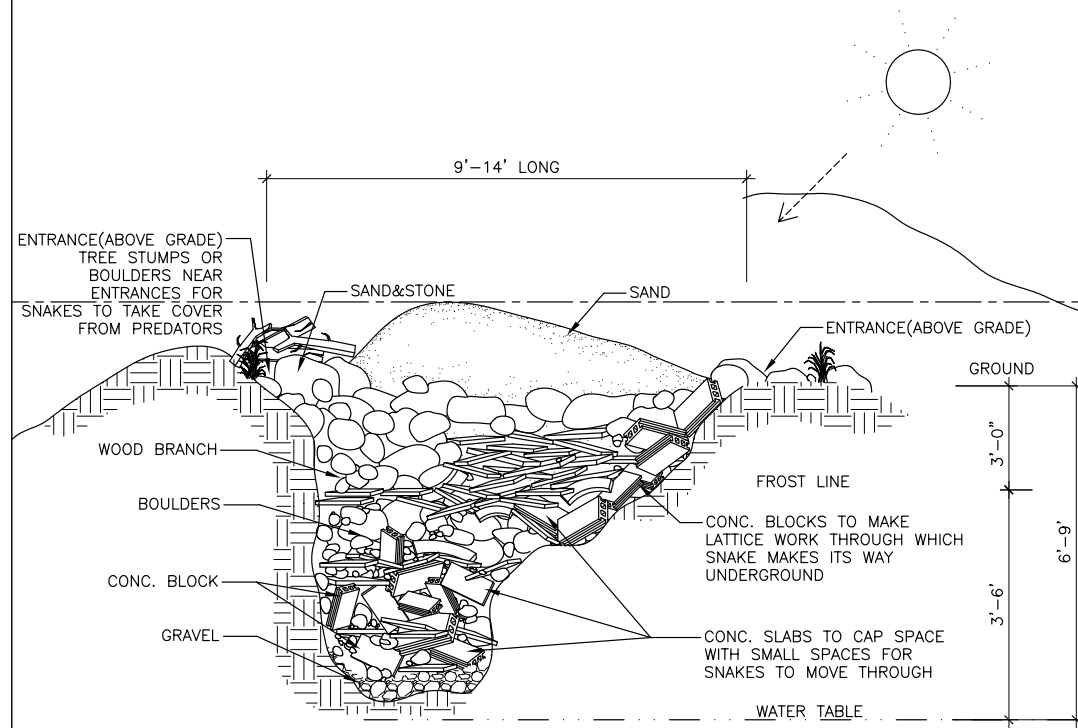 9'-14' LONG
ENTRANCE(ABOVE GRADE)
TREE STUMPS OR
BOULDERS NEAR
ENTRANCES FOR
SNAKES TO TAKE COVER
FROM PREDATORS
SAND&STONE
SAND
ENTRANCE(ABOVE GRADE)
GROUND
WOOD BRANCH
3'-0"
FROST LINE
BOULDERS
CONC. BLOCKS TO MAKE
LATTICE WORK THROUGH WHICH
SNAKE MAKES ITS WAY
UNDERGROUND
6'-9'
CONC. BLOCK
3'-6'
GRAVEL
CONC. SLABS TO CAP SPACE
WITH SMALL SPACES FOR
SNAKES TO MOVE THROUGH
WATER TABLE